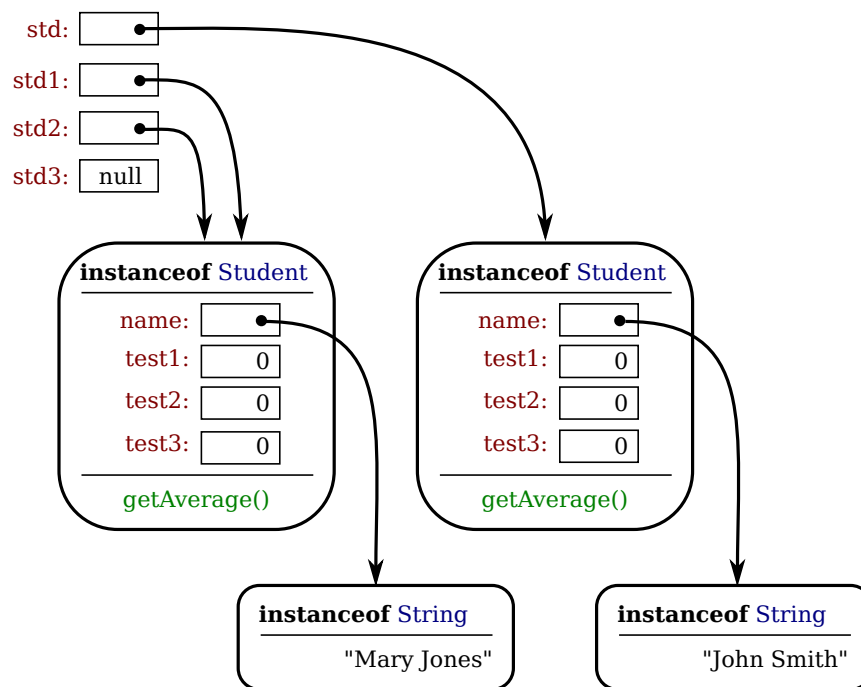 std:
std1:
std2:
std3: null
instanceof Student
name:
test1: 0
test2: 0
test3: 0
getAverage()
instanceof Student
name:
test1: 0
test2: 0
test3: 0
getAverage()
instanceof String
"Mary Jones"
instanceof String
"John Smith"